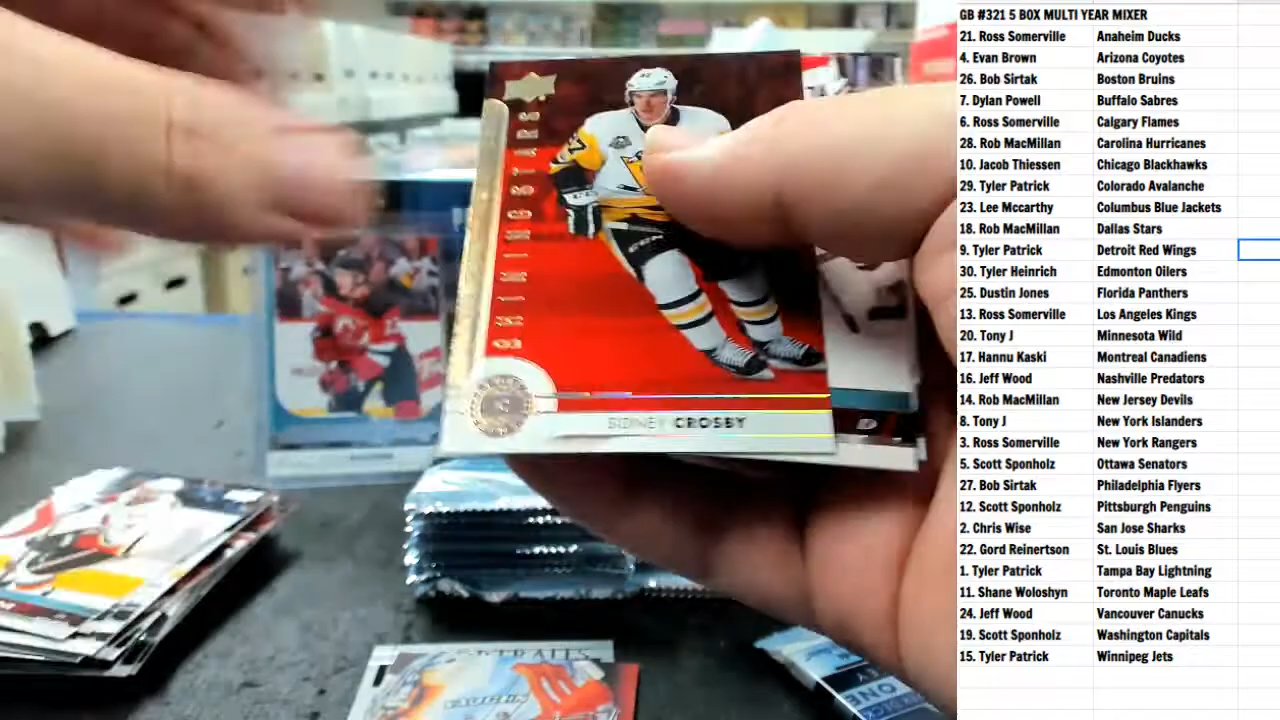 SHINING STARS
SIDNEY CROSBY
GB #321 5 BOX MULTI YEAR MIXER
21. Ross Somerville Anaheim Ducks
4. Evan Brown Arizona Coyotes
26. Bob Sirtak Boston Bruins
7. Dylan Powell Buffalo Sabres
6. Ross Somerville Calgary Flames
28. Rob MacMillan Carolina Hurricanes
10. Jacob Thiessen Chicago Blackhawks
29. Tyler Patrick Colorado Avalanche
23. Lee Mccarthy Columbus Blue Jackets
18. Rob MacMillan Dallas Stars
9. Tyler Patrick Detroit Red Wings
30. Tyler Heinrich Edmonton Oilers
25. Dustin Jones Florida Panthers
13. Ross Somerville Los Angeles Kings
20. Tony J Minnesota Wild
17. Hannu Kaski Montreal Canadiens
16. Jeff Wood Nashville Predators
14. Rob MacMillan New Jersey Devils
8. Tony J New York Islanders
3. Ross Somerville New York Rangers
5. Scott Sponholz Ottawa Senators
27. Bob Sirtak Philadelphia Flyers
12. Scott Sponholz Pittsburgh Penguins
2. Chris Wise San Jose Sharks
22. Gord Reinertson St. Louis Blues
1. Tyler Patrick Tampa Bay Lightning
11. Shane Woloshyn Toronto Maple Leafs
24. Jeff Wood Vancouver Canucks
19. Scott Sponholz Washington Capitals
15. Tyler Patrick Winnipeg Jets
VAUGHN
ONE